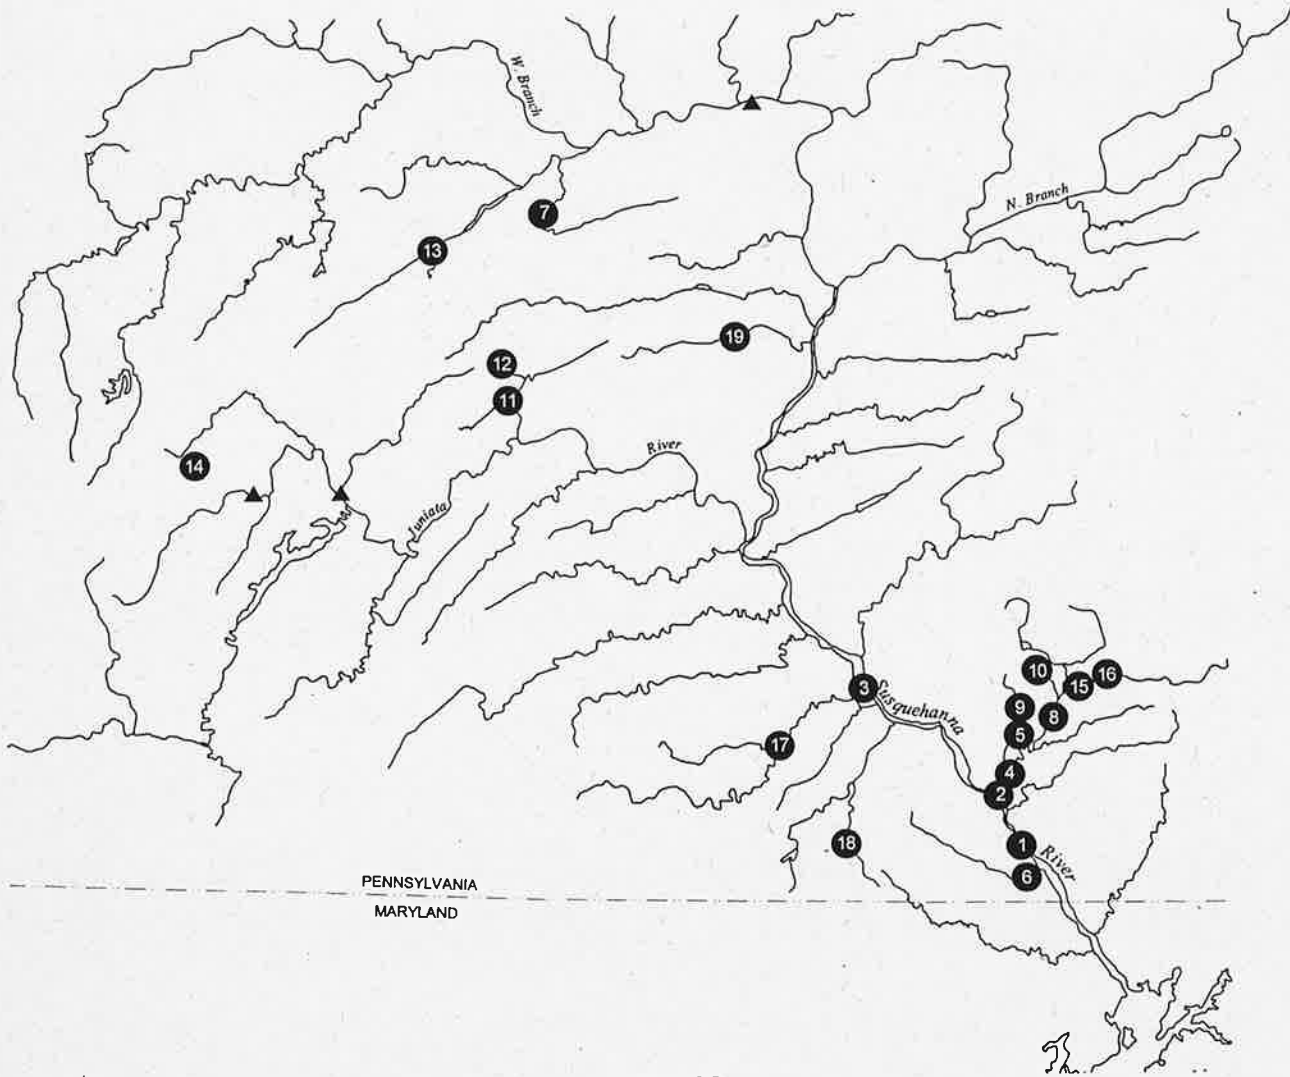 W. Branch
7
N. Branch
13
19
12
11
River
14
Juniata
10
16
15
3
Susquehanna
9
8
5
17
4
2
18
1
River
6
PENNSYLVANIA
MARYLAND